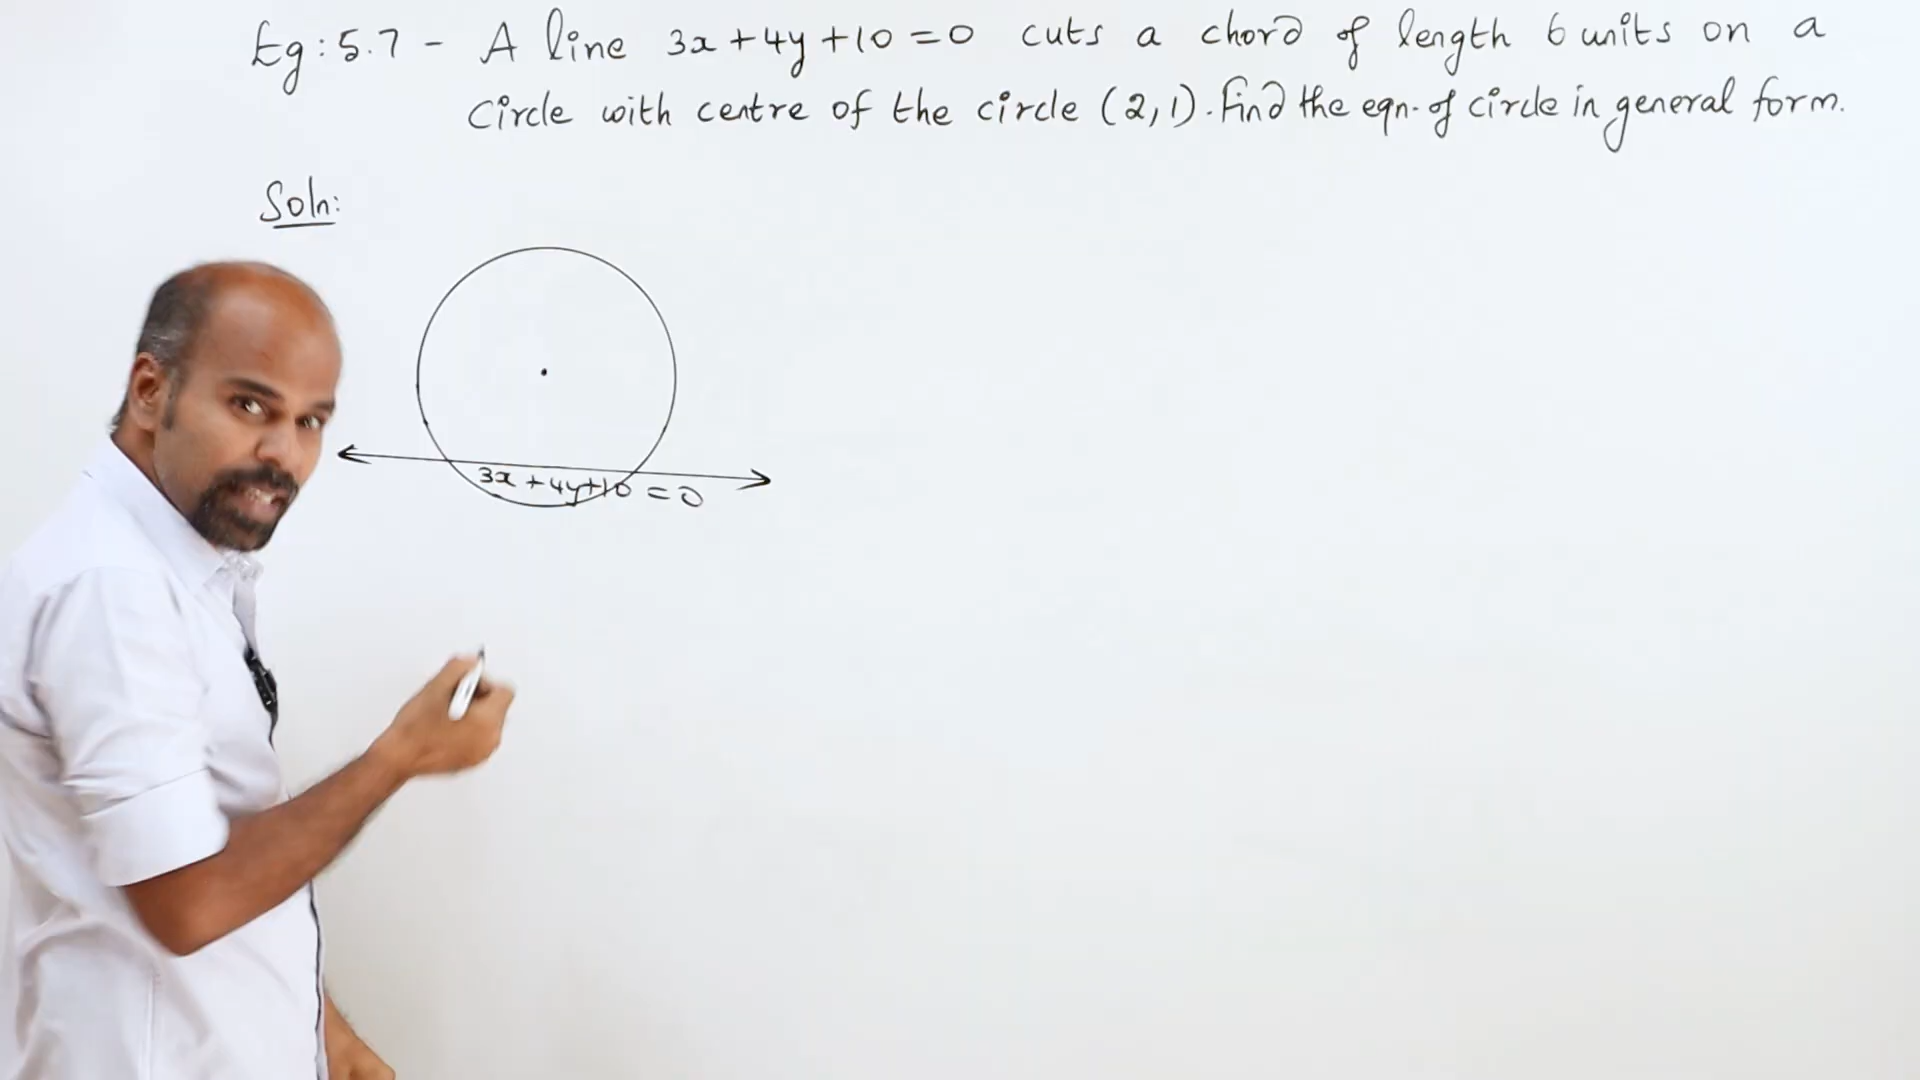 Eg: 5.7 - A line 3x+4y+10=0 cuts a chord of length 6 units on a
circle with centre of the circle (2,1). Find the eqn. of circle in general form.
Soln:
3x+4y+10=0